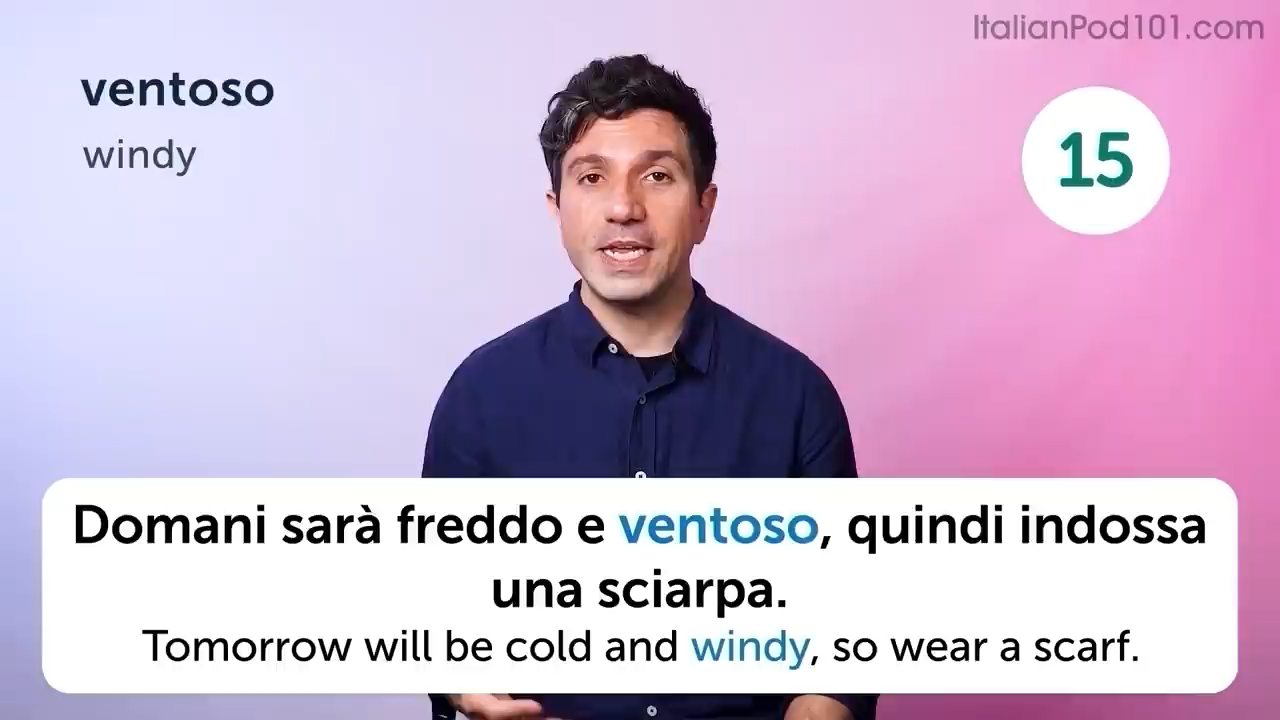 ItalianPod101.com
ventoso
windy
15
Domani sarà freddo e ventoso, quindi indossa
una sciarpa.
Tomorrow will be cold and windy, so wear a scarf.